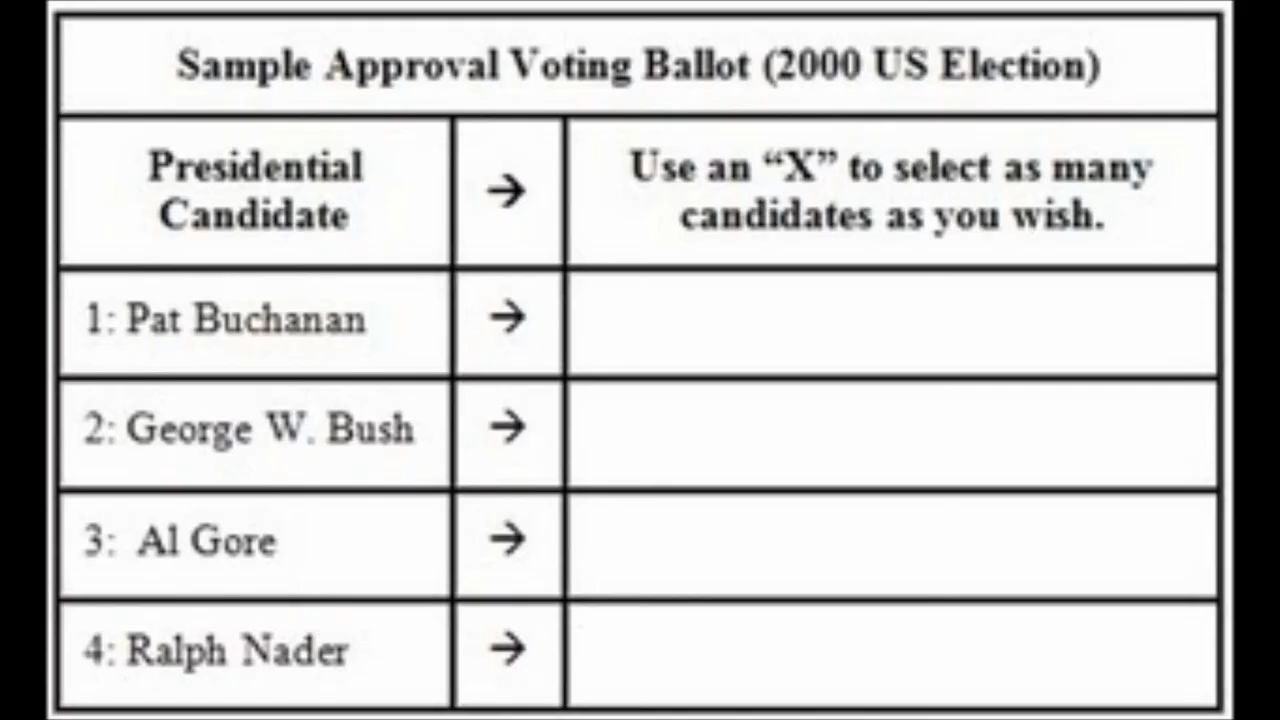 Sample Approval Voting Ballot (2000 US Election)
Presidential
Candidate
→
Use an “X” to select as many
candidates as you wish.
1: Pat Buchanan →
2: George W. Bush →
3:  Al Gore →
4: Ralph Nader →